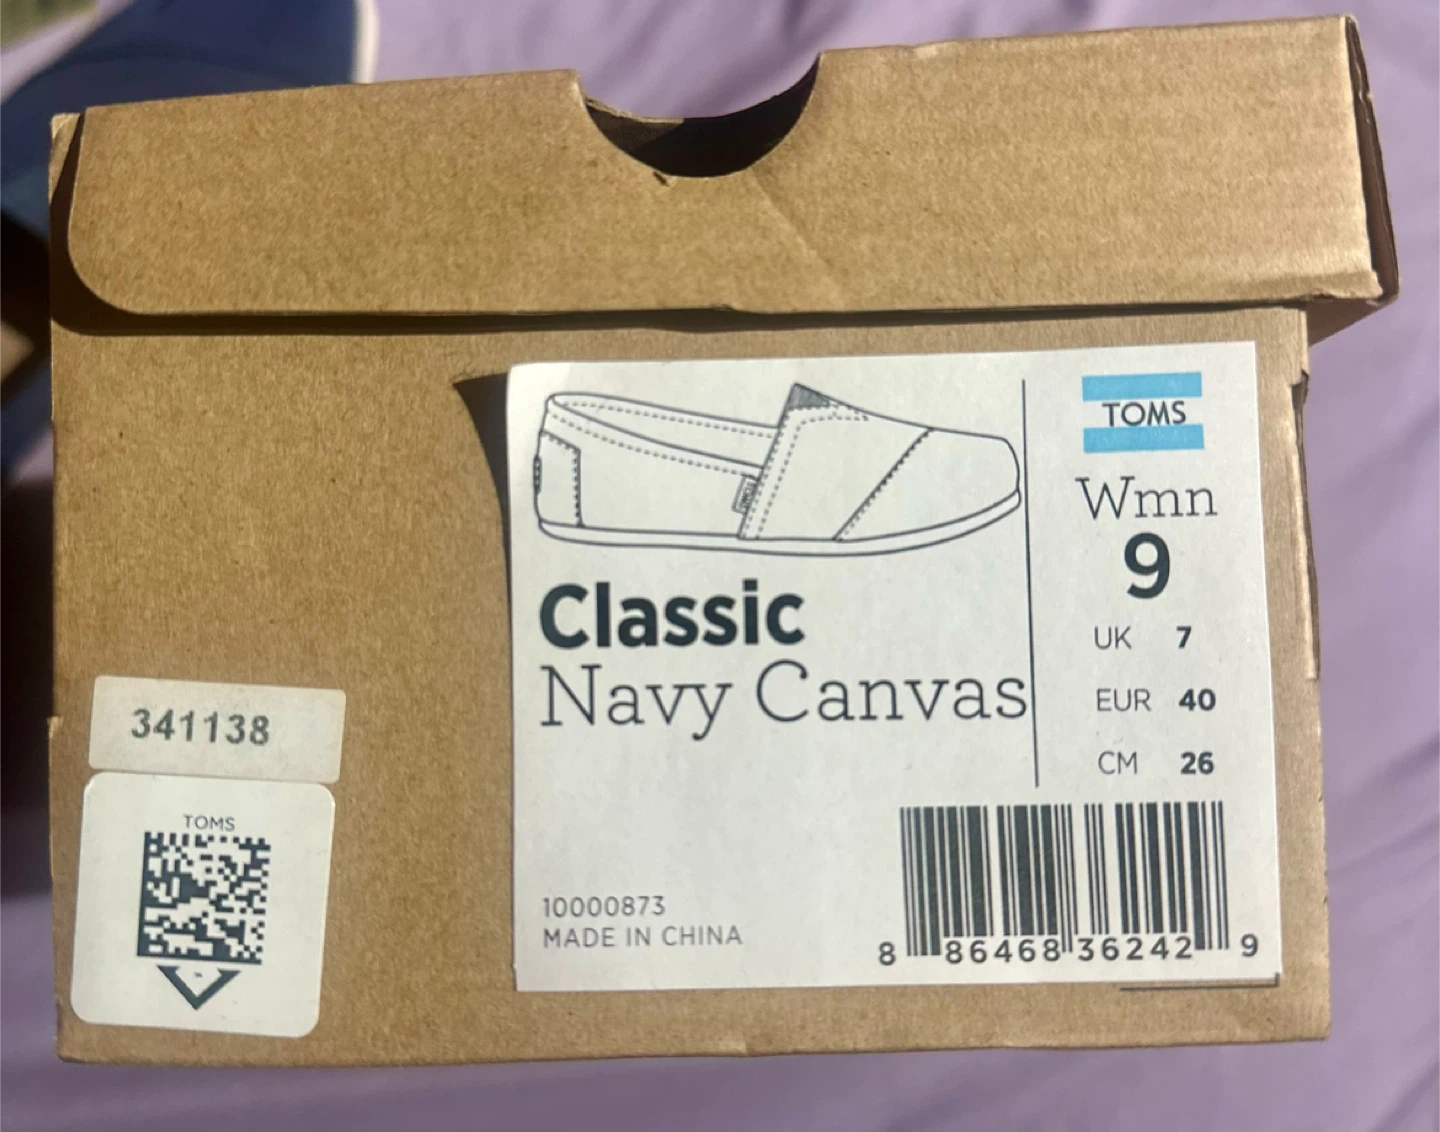 TOMS
Wmn
9
UK 7
EUR 40
CM 26
TOMS
Classic
Navy Canvas
10000873
MADE IN CHINA
8 86468 36242 9
341138
TOMS